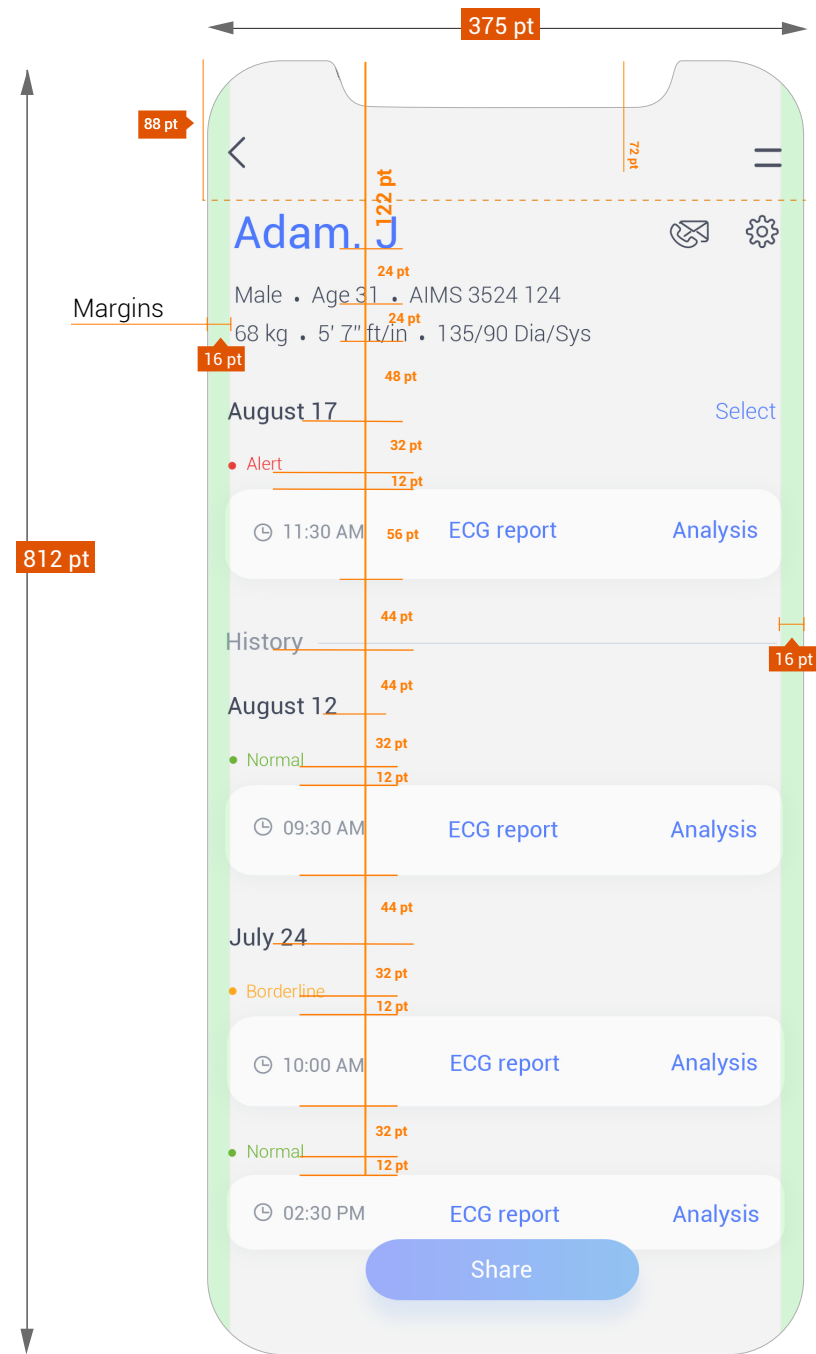 375 pt
88 pt
72 pt
122 pt
Adam. J
24 pt
Male • Age 31 • AIMS 3524 124
24 pt
Margins
68 kg • 5' 7" ft/in • 135/90 Dia/Sys
16 pt
48 pt
August 17 Select
32 pt
Alert
12 pt
11:30 AM 56 pt ECG report Analysis
812 pt
44 pt
History
16 pt
44 pt
August 12
32 pt
Normal
12 pt
09:30 AM ECG report Analysis
44 pt
July 24
32 pt
Borderline
12 pt
10:00 AM ECG report Analysis
32 pt
Normal
12 pt
02:30 PM ECG report Analysis
Share